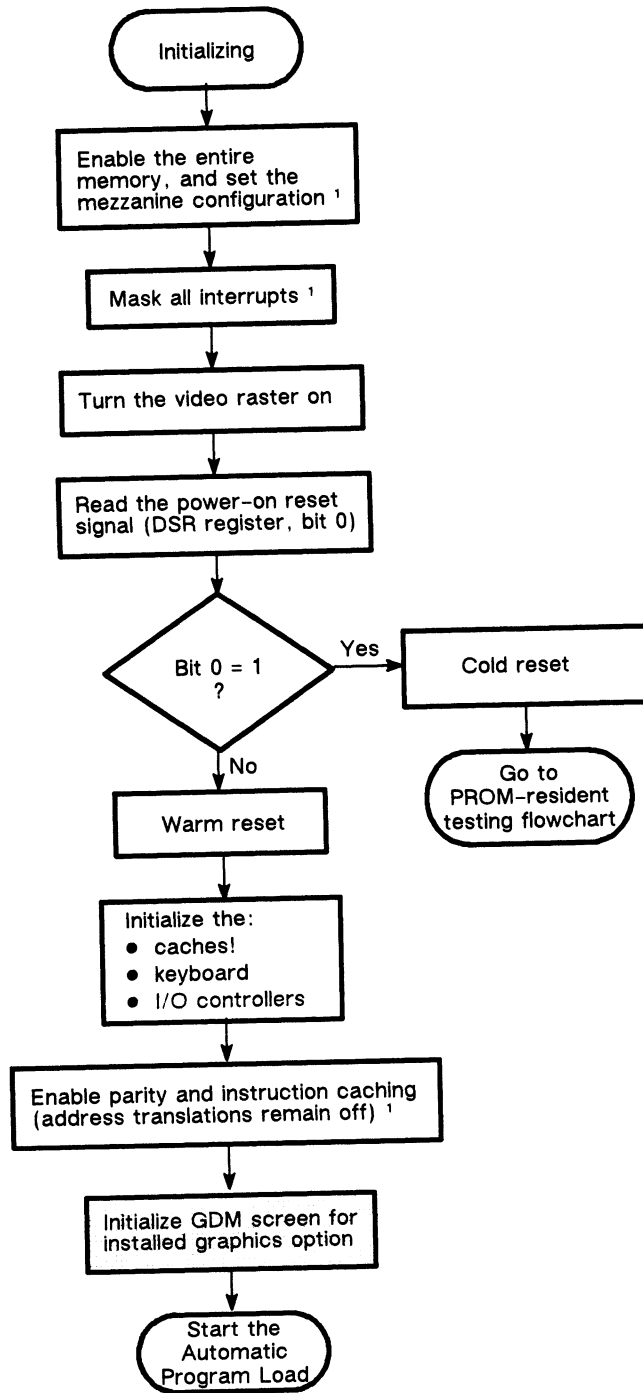 Initializing
Enable the entire
memory, and set the
mezzanine configuration ¹
Mask all interrupts ¹
Turn the video raster on
Read the power-on reset
signal (DSR register, bit 0)
Bit 0 = 1
?
Yes
Cold reset
Go to
PROM-resident
testing flowchart
No
Warm reset
Initialize the:
● caches!
● keyboard
● I/O controllers
Enable parity and instruction caching
(address translations remain off) ¹
Initialize GDM screen for
installed graphics option
Start the
Automatic
Program Load